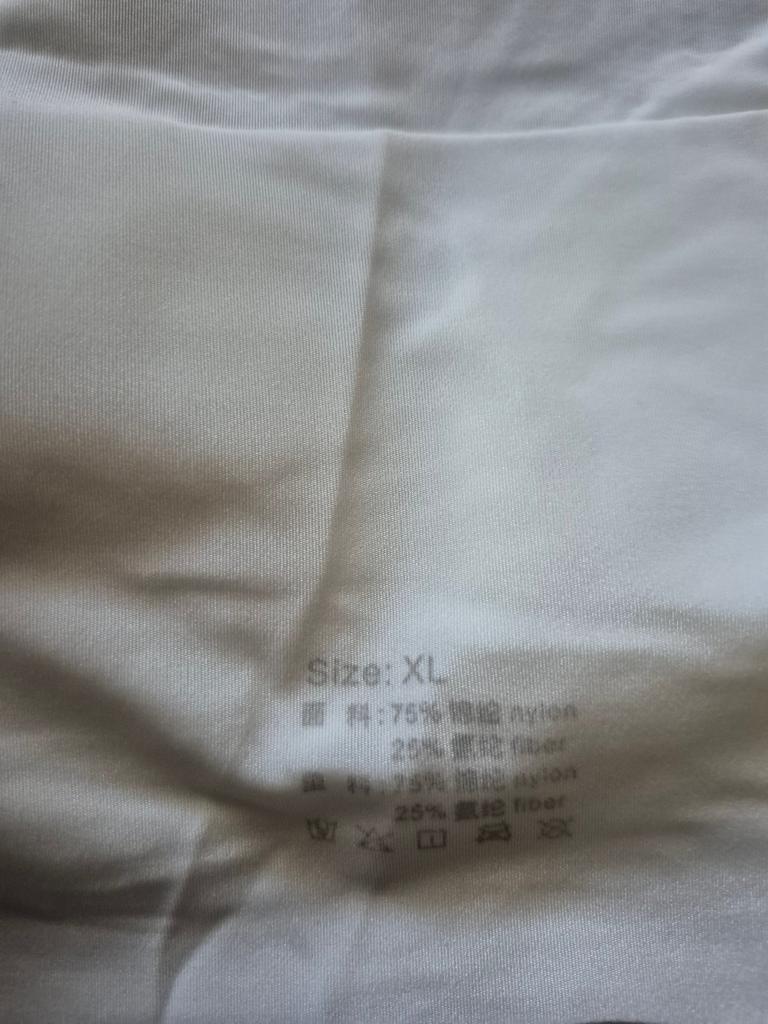 Size: XL
面 料: 75% 锦纶 nylon
25% 氨纶 fiber
里 料: 75% 锦纶 nylon
25% 氨纶 fiber